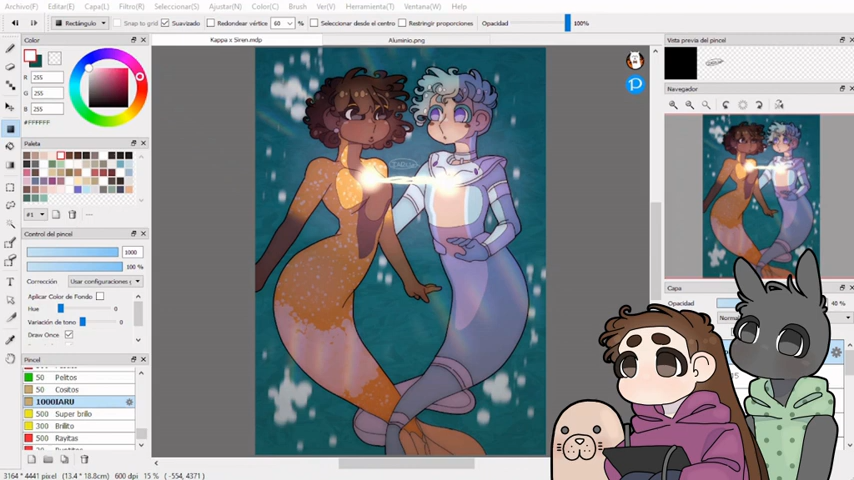 Archivo(F) Editar(E) Capa(L) Filtro(R) Seleccionar(S) Ajustar(N) Color(C) Brush Ver(V) Herramienta(T) Ventana(W) Help
Rectángulo Snap to grid Suavizado Redondear vértice 60 % Seleccionar desde el centro Restringir proporciones Opacidad 100%
Color
R 255
G 255
B 255
#FFFFFF
Paleta
#1
Control del pincel
1000
100 %
Corrección Usar configuraciones g
Aplicar Color de Fondo
Hue 0
Variación de tono 0
Draw Once
Pincel
50 Pelitos
50 Cositos
1000 IARU
500 Super brillo
300 Brillito
500 Rayitas
3164 * 4441 pixel (13.4 * 18.8cm) 600 dpi 15 % ( -554, 4371 )
Kappa x Siren.mdp
Aluminio.png
Vista previa del pincel
Navegador
Capa
Opacidad 40 %
Normal